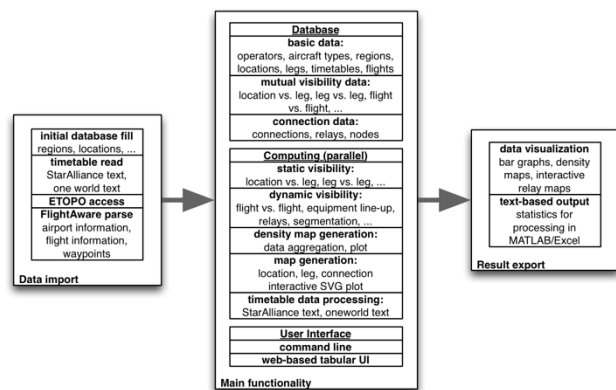 initial database fill
regions, locations, ...
timetable read
StarAlliance text,
one world text
ETOPO access
FlightAware parse
airport information,
flight information,
waypoints
Data import
Database
basic data:
operators, aircraft types, regions,
locations, legs, timetables, flights
mutual visibility data:
location vs. leg, leg vs. leg, flight
vs. flight, ...
connection data:
connections, relays, nodes
Computing (parallel)
static visibility:
location vs. leg, leg vs. leg, ...
dynamic visibility:
flight vs. flight, equipment line-up,
relays, segmentation, ...
density map generation:
data aggregation, plot
map generation:
location, leg, connection
interactive SVG plot
timetable data processing:
StarAlliance text, oneworld text
User Interface
command line
web-based tabular UI
Main functionality
data visualization
bar graphs, density
maps, interactive
relay maps
text-based output
statistics for
processing in
MATLAB/Excel
Result export